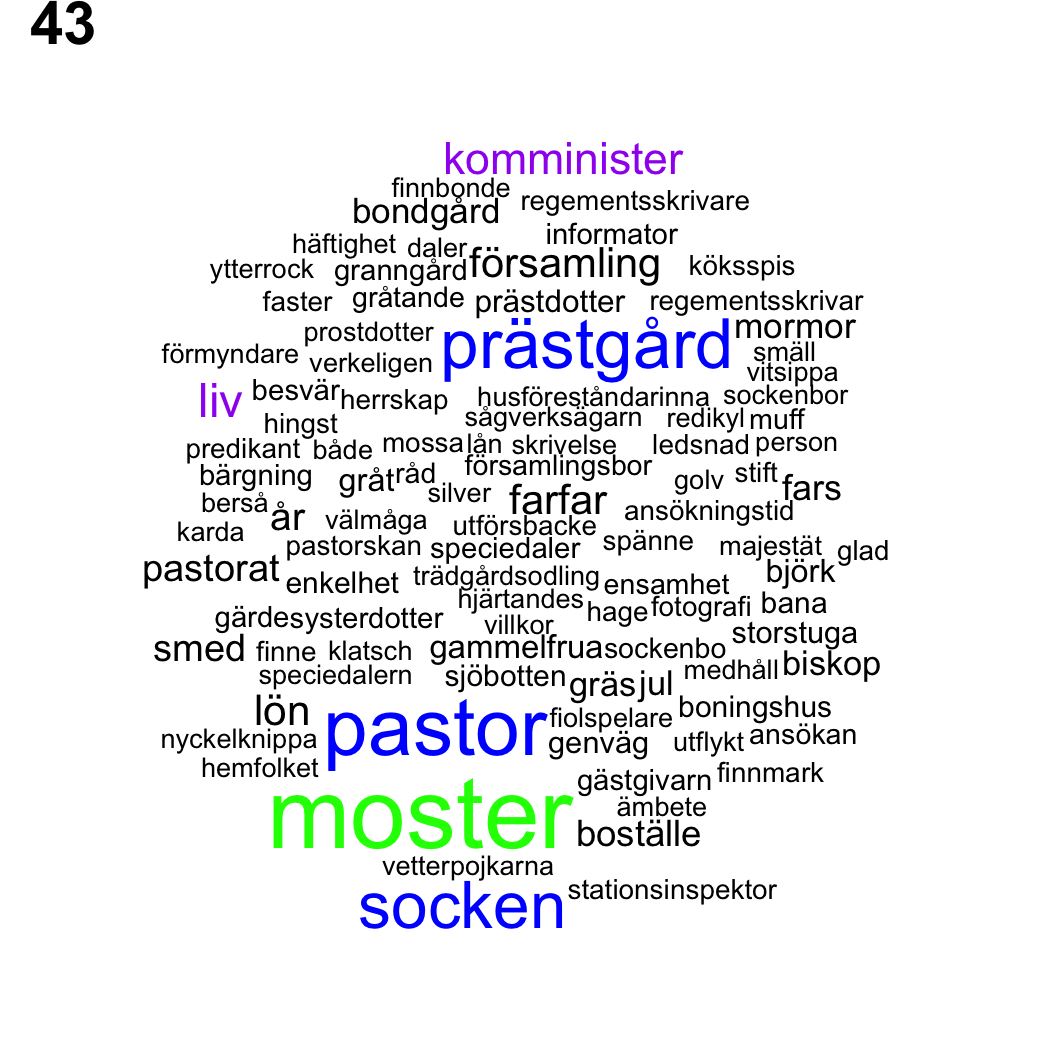 43
komminister
finnbonde
bondgård regementsskrivare
häftighet daler informator
ytterrock granngård församling köksspis
faster gråtande prästdotter regementsskrivar
prostdotter prästgård mormor
förmyndare verkeligen smäll
vitsippa
liv besvär herrskap husföreståndarinna sockenbor
hingst sågverksägarn redikyl muff
predikant både mossa lån skrivelse ledsnad person
bärgning gråt råd församlingsbor golv stift fars
berså år silver farfar ansökningstid
karda välmåga utförsbacke
pastorskan speciedaler spänne majestät glad
pastorat enkelhet trädgårdsodling ensamhet björk
hjärtandes hage fotografi bana
gärdesysterdotter villkor storstuga
smed finne klatsch gammelfrua sockenbo biskop
speciedalern sjöbotten gräs jul medhåll
lön pastor fiolspelare boningshus
nyckelknippa genväg utflykt ansökan
hemfolket gästgivarn finnmark
moster ämbete
boställe
vetterpojkarna
socken stationsinspektor